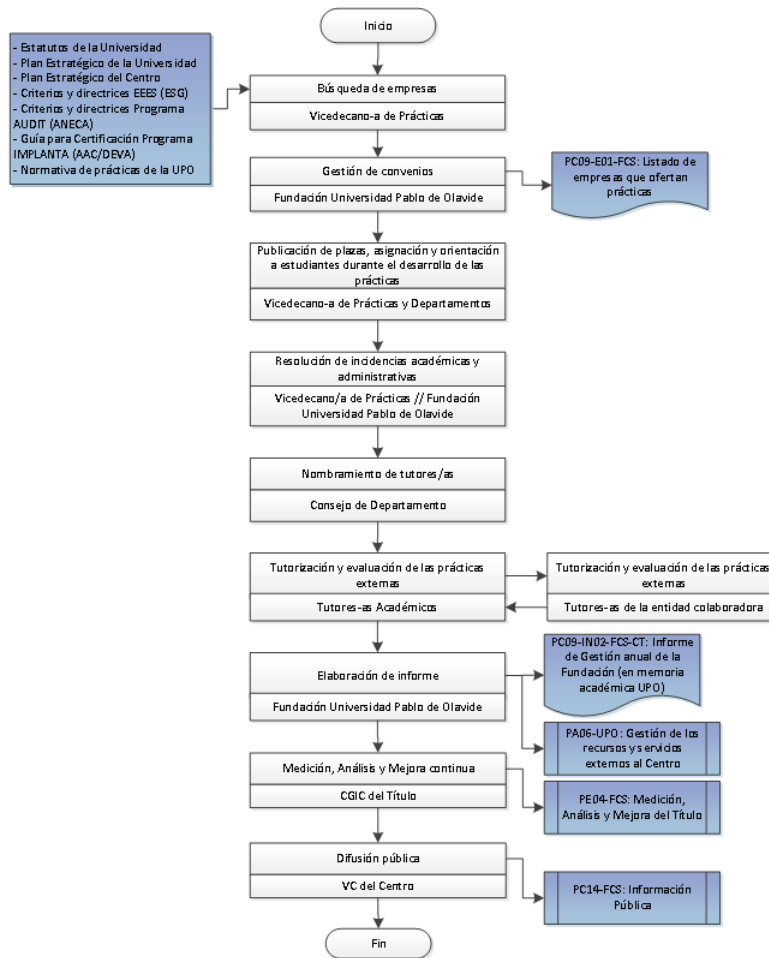 Inicio
- Estatutos de la Universidad
- Plan Estratégico de la Universidad
- Plan Estratégico del Centro
- Criterios y directrices EEES (ESG)
- Criterios y directrices Programa
AUDIT (ANECA)
- Guía para Certificación Programa
IMPLANTA (AAC/DEVA)
- Normativa de prácticas de la UPO
Búsqueda de empresas
Vicedecano-a de Prácticas
Gestión de convenios
Fundación Universidad Pablo de Olavide
PC09-E01-FCS: Listado de
empresas que ofertan
prácticas
Publicación de plazas, asignación y orientación
a estudiantes durante el desarrollo de las
prácticas
Vicedecano-a de Prácticas y Departamentos
Resolución de incidencias académicas y
administrativas
Vicedecano/a de Prácticas // Fundación
Universidad Pablo de Olavide
Nombramiento de tutores/as
Consejo de Departamento
Tutorización y evaluación de las prácticas
externas
Tutores-as Académicos
Tutorización y evaluación de las prácticas
externas
Tutores-as de la entidad colaboradora
Elaboración de informe
Fundación Universidad Pablo de Olavide
PC09-IN02-FCS-CT: Informe
de Gestión anual de la
Fundación (en memoria
académica UPO)
PA06-UPO: Gestión de los
recursos y servicios
externos al Centro
Medición, Análisis y Mejora continua
CGIC del Título
PE04-FCS: Medición,
Análisis y Mejora del Título
Difusión pública
VC del Centro
PC14-FCS: Información
Pública
Fin